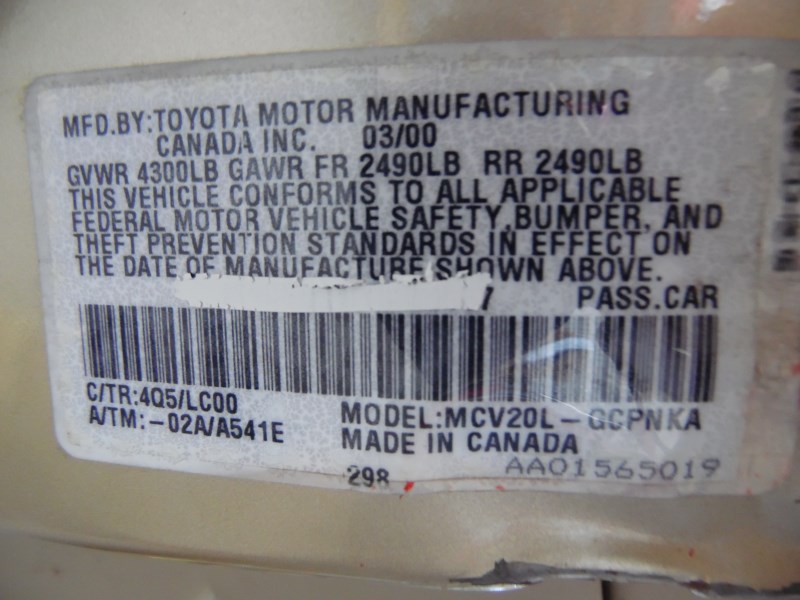 MFD.BY:TOYOTA MOTOR MANUFACTURING
CANADA INC. 03/00
GVWR 4300LB GAWR FR 2490LB RR 2490LB
THIS VEHICLE CONFORMS TO ALL APPLICABLE
FEDERAL MOTOR VEHICLE SAFETY,BUMPER, AND
THEFT PREVENTION STANDARDS IN EFFECT ON
THE DATE OF MANUFACTURE SHOWN ABOVE.
PASS.CAR
C/TR:4Q5/LC00
A/TM:-02A/A541E
MODEL:MCV20L-GCPNKA
MADE IN CANADA
298
AA01565019